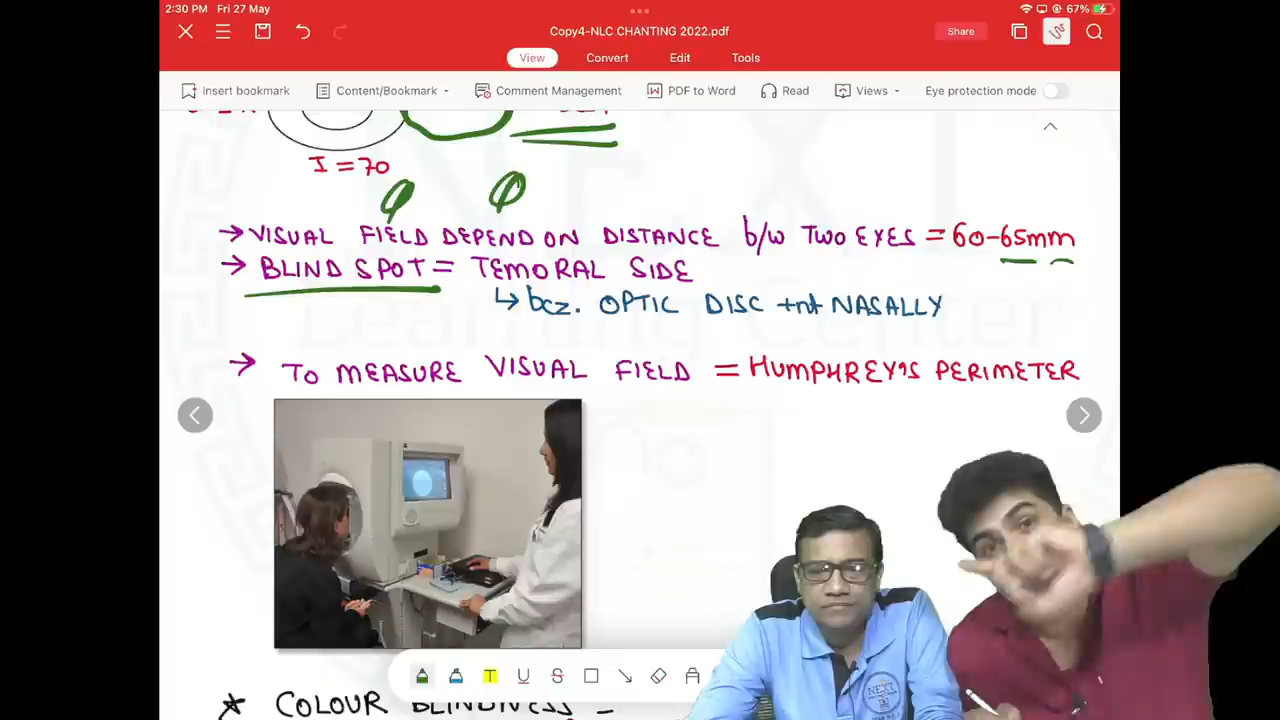 2:30 PM Fri 27 May
67%
Copy4-NLC CHANTING 2022.pdf
Share
View Convert Edit Tools
Insert bookmark Content/Bookmark Comment Management PDF to Word Read Views Eye protection mode
I = 70
→ VISUAL FIELD DEPEND ON DISTANCE b/w TWO EYES = 60-65mm
→ BLIND SPOT = TEMORAL SIDE
↳ bcz. OPTIC DISC +nt NASALLY
→ TO MEASURE VISUAL FIELD = HUMPHREY'S PERIMETER
Learning Center
T U S A
NEXT
* COLOUR BLINDNESS =